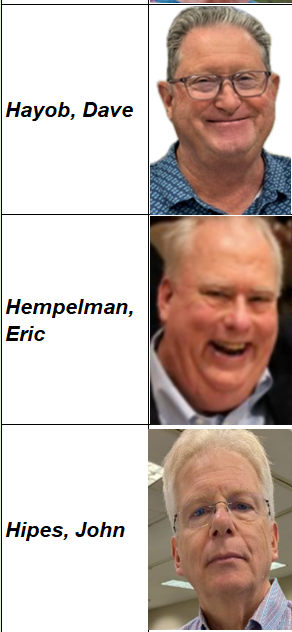 Hayob, Dave
Hempelman,
Eric
Hipes, John